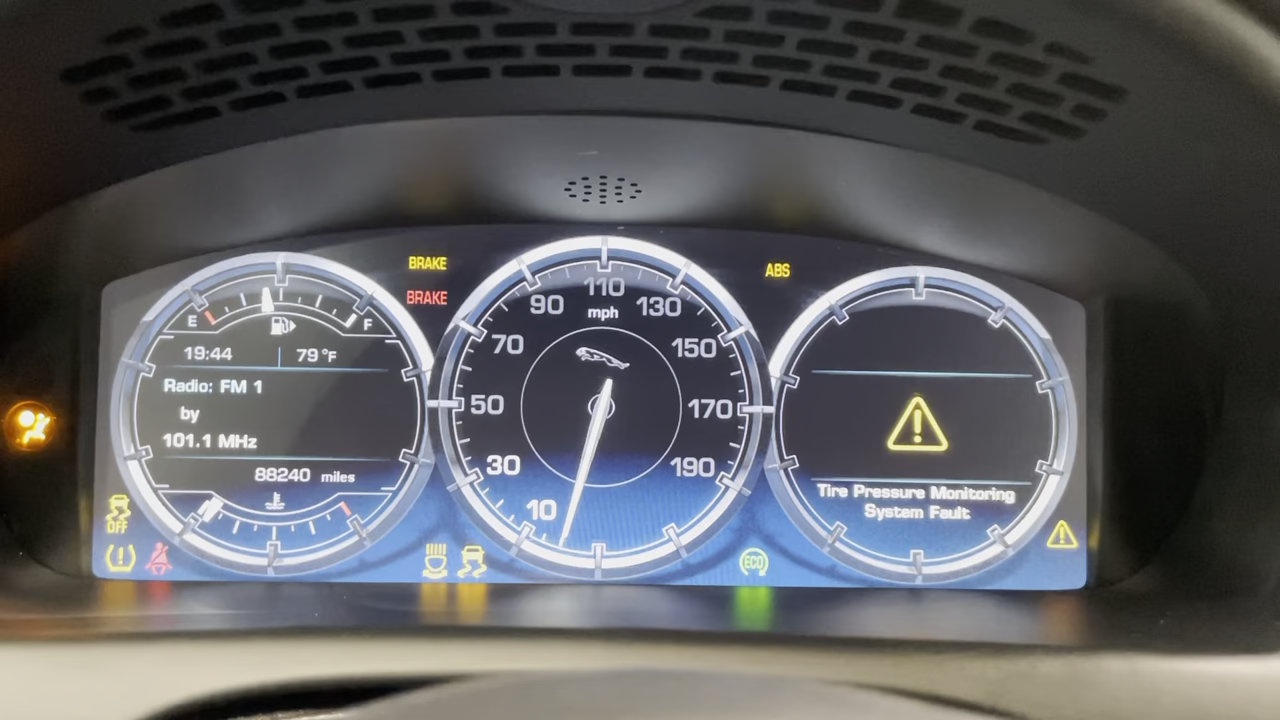 BRAKE
BRAKE
ABS
E F
19:44 79 °F
Radio: FM 1
by
101.1 MHz
88240 miles
OFF
10
30
50
70
90
110
130
150
170
190
mph
ECO
Tire Pressure Monitoring
System Fault